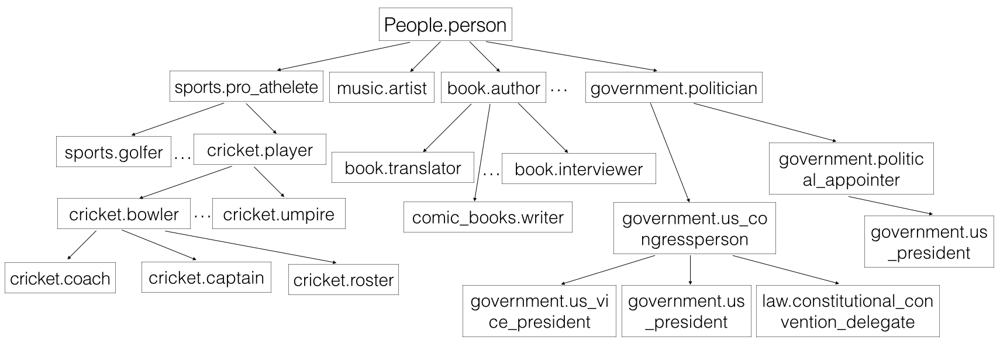 People.person
sports.pro_athelete
music.artist
book.author
...
government.politician
sports.golfer
...
cricket.player
book.translator
...
book.interviewer
government.politic
al_appointer
cricket.bowler
...
cricket.umpire
comic_books.writer
government.us_co
ngressperson
government.us
_president
cricket.coach
cricket.captain
cricket.roster
government.us_vi
ce_president
government.us
_president
law.constitutional_con
vention_delegate